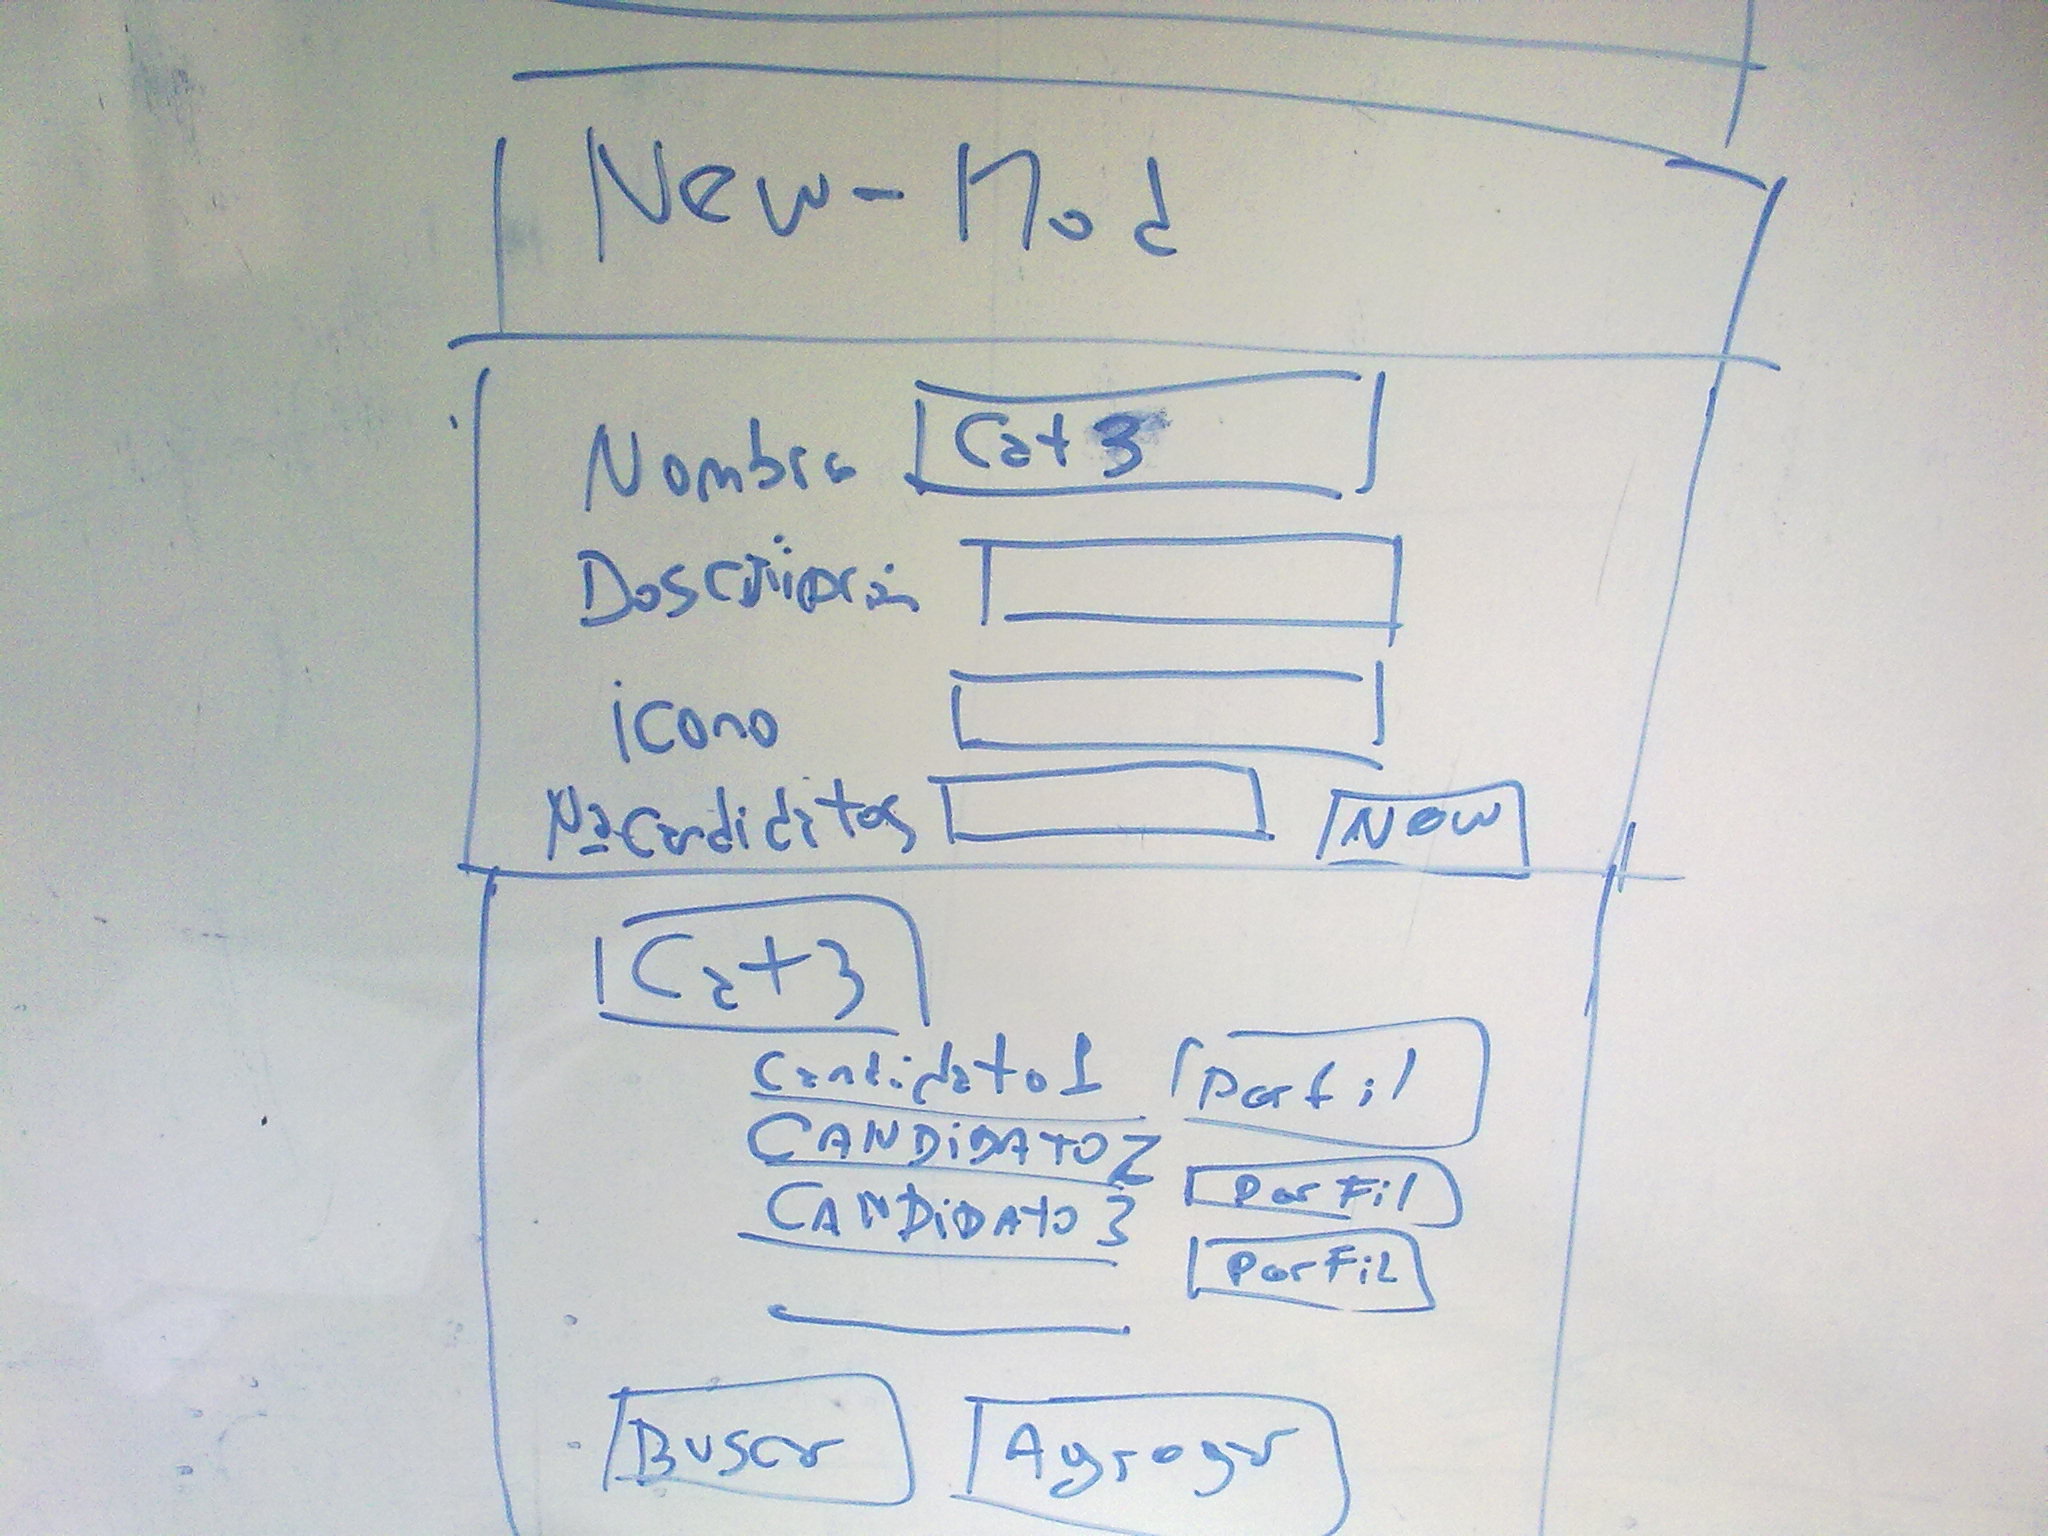 New-Mod
Nombre Cat 3
Descripción
icono
Nº Candidatos New
Cat 3
Candidato 1 Perfil
CANDIDATO 2 Perfil
CANDIDATO 3 Perfil
Buscar Agregar